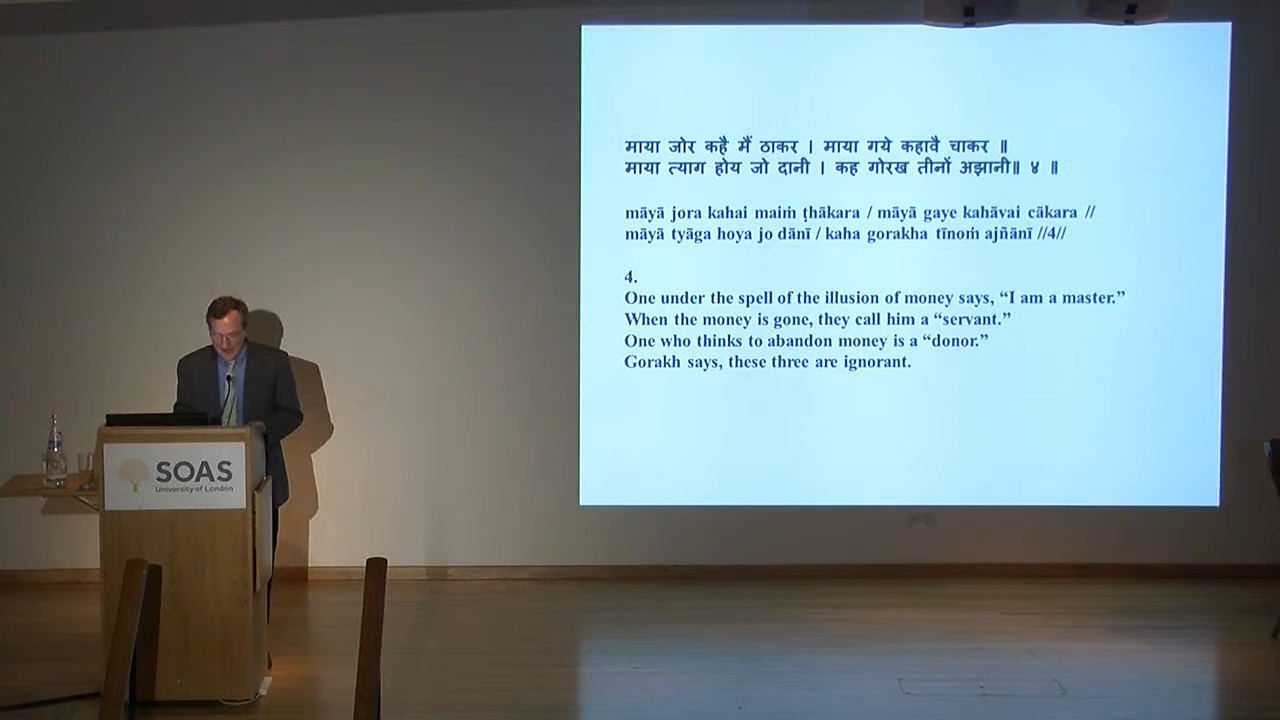 SOAS
University of London
माया जोर कहै मैं ठाकर । माया गये कहावै चाकर ॥
माया त्याग होय जो दानी । कह गोरख तीनों अझानी॥ ४ ॥
māyā jora kahai maiṁ ṭhākara / māyā gaye kahāvai cākara //
māyā tyāga hoya jo dānī / kaha gorakha tīnoṁ ajñānī //4//
4.
One under the spell of the illusion of money says, “I am a master.”
When the money is gone, they call him a “servant.”
One who thinks to abandon money is a “donor.”
Gorakh says, these three are ignorant.